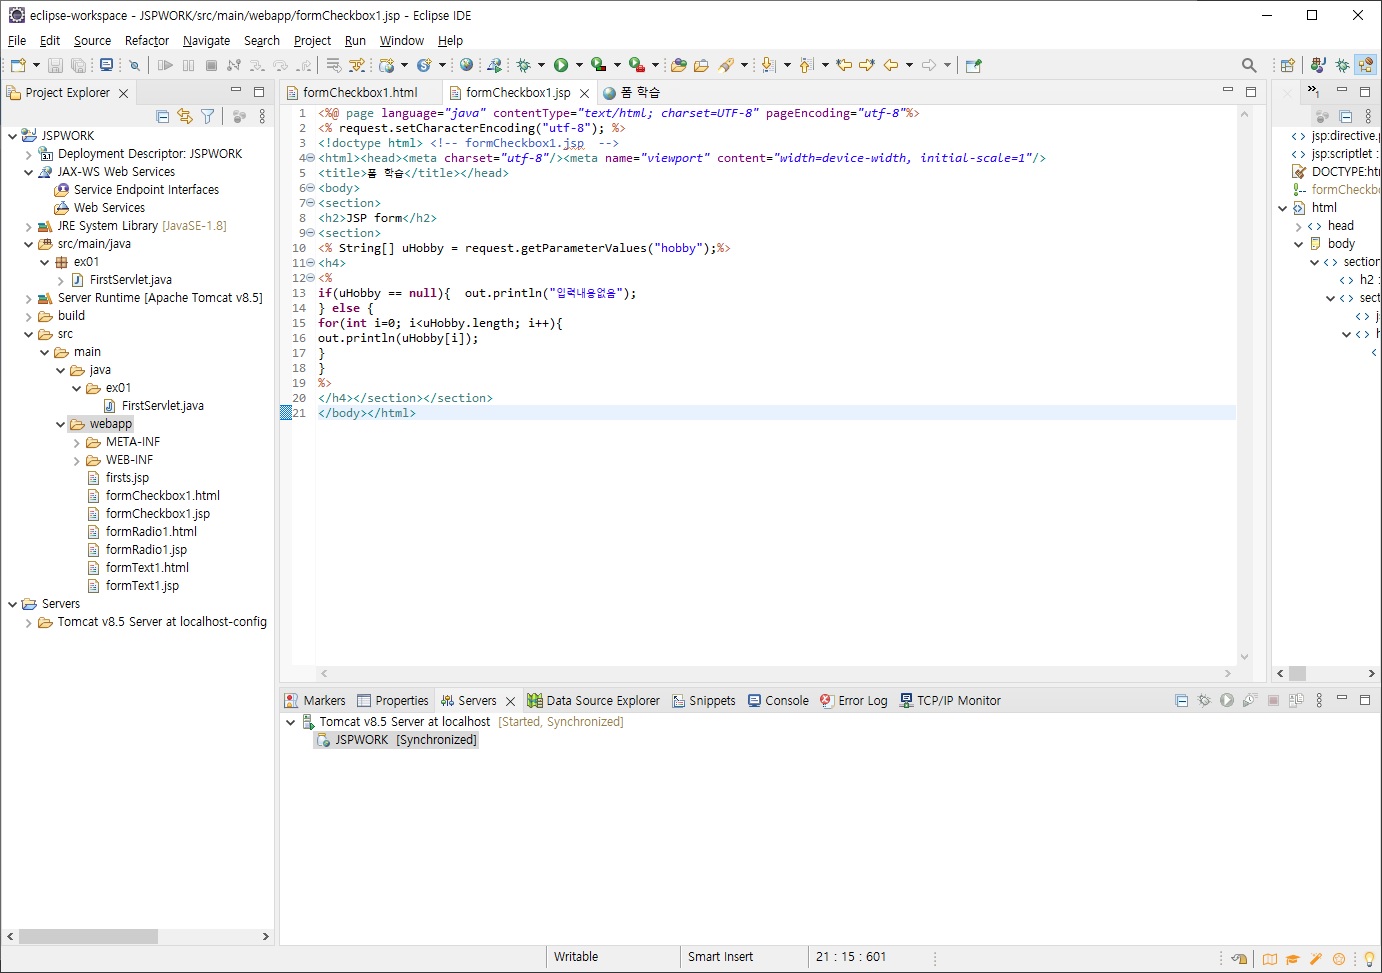 eclipse-workspace - JSPWORK/src/main/webapp/formCheckbox1.jsp - Eclipse IDE
File Edit Source Refactor Navigate Search Project Run Window Help
Project Explorer
formCheckbox1.html formCheckbox1.jsp 폼 학습
JSPWORK
Deployment Descriptor: JSPWORK
JAX-WS Web Services
Service Endpoint Interfaces
Web Services
JRE System Library [JavaSE-1.8]
src/main/java
ex01
FirstServlet.java
Server Runtime [Apache Tomcat v8.5]
build
src
main
java
ex01
FirstServlet.java
webapp
META-INF
WEB-INF
firsts.jsp
formCheckbox1.html
formCheckbox1.jsp
formRadio1.html
formRadio1.jsp
formText1.html
formText1.jsp
Servers
Tomcat v8.5 Server at localhost-config
1 <%@ page language="java" contentType="text/html; charset=UTF-8" pageEncoding="utf-8"%>
2 <% request.setCharacterEncoding("utf-8"); %>
3 <!doctype html> <!-- formCheckbox1.jsp  -->
4 <html><head><meta charset="utf-8"/><meta name="viewport" content="width=device-width, initial-scale=1"/>
5 <title>폼 학습</title></head>
6 <body>
7 <section>
8 <h2>JSP form</h2>
9 <section>
10 <% String[] uHobby = request.getParameterValues("hobby");%>
11 <h4>
12 <%
13 if(uHobby == null){  out.println("입력내용없음");
14 } else {
15 for(int i=0; i<uHobby.length; i++){
16 out.println(uHobby[i]);
17 }
18 }
19 %>
20 </h4></section></section>
21 </body></html>
jsp:directive.p
jsp:scriptlet :
DOCTYPE:ht
formCheckb
html
head
body
section
h2 :
sect
Markers Properties Servers Data Source Explorer Snippets Console Error Log TCP/IP Monitor
Tomcat v8.5 Server at localhost [Started, Synchronized]
JSPWORK [Synchronized]
Writable Smart Insert 21 : 15 : 601